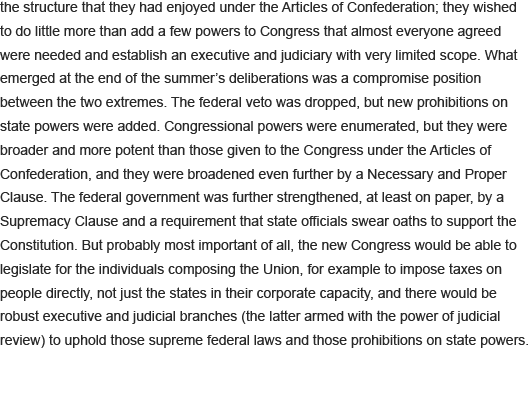 the structure that they had enjoyed under the Articles of Confederation; they wished
to do little more than add a few powers to Congress that almost everyone agreed
were needed and establish an executive and judiciary with very limited scope. What
emerged at the end of the summer’s deliberations was a compromise position
between the two extremes. The federal veto was dropped, but new prohibitions on
state powers were added. Congressional powers were enumerated, but they were
broader and more potent than those given to the Congress under the Articles of
Confederation, and they were broadened even further by a Necessary and Proper
Clause. The federal government was further strengthened, at least on paper, by a
Supremacy Clause and a requirement that state officials swear oaths to support the
Constitution. But probably most important of all, the new Congress would be able to
legislate for the individuals composing the Union, for example to impose taxes on
people directly, not just the states in their corporate capacity, and there would be
robust executive and judicial branches (the latter armed with the power of judicial
review) to uphold those supreme federal laws and those prohibitions on state powers.